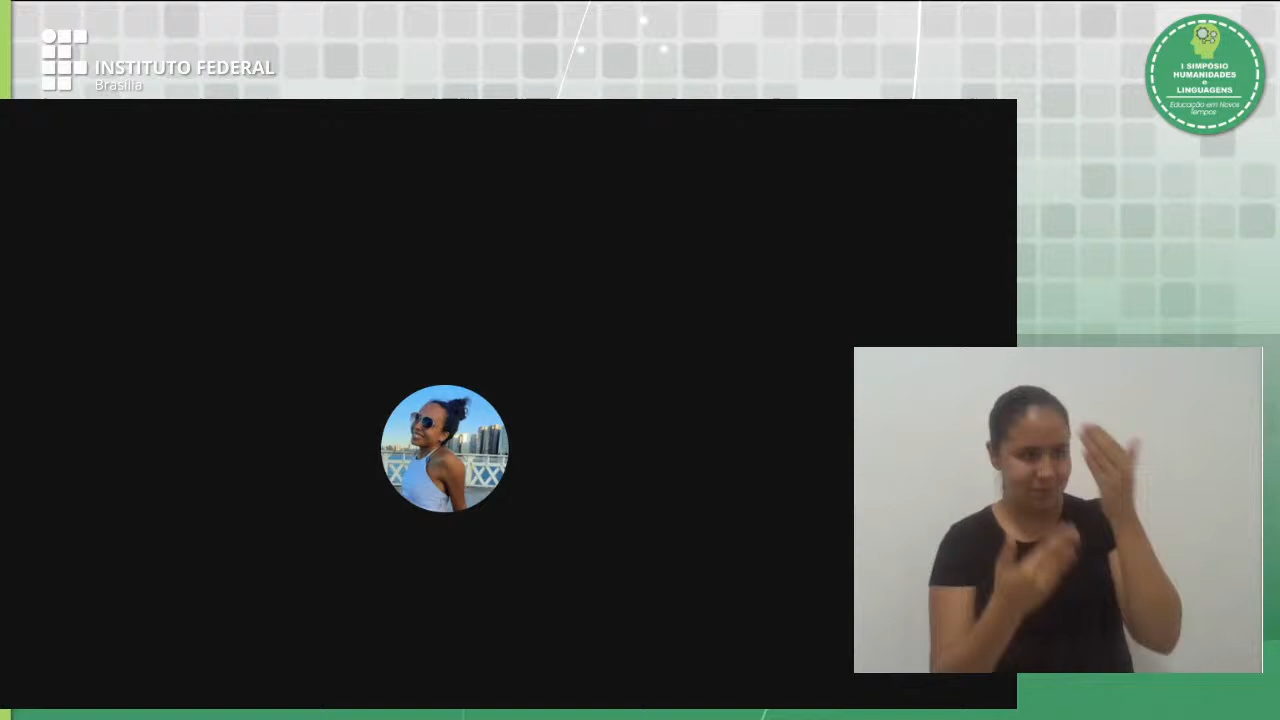 INSTITUTO FEDERAL
Brasília
I SIMPÓSIO
HUMANIDADES
e
LINGUAGENS
Educação em Novos
Tempos